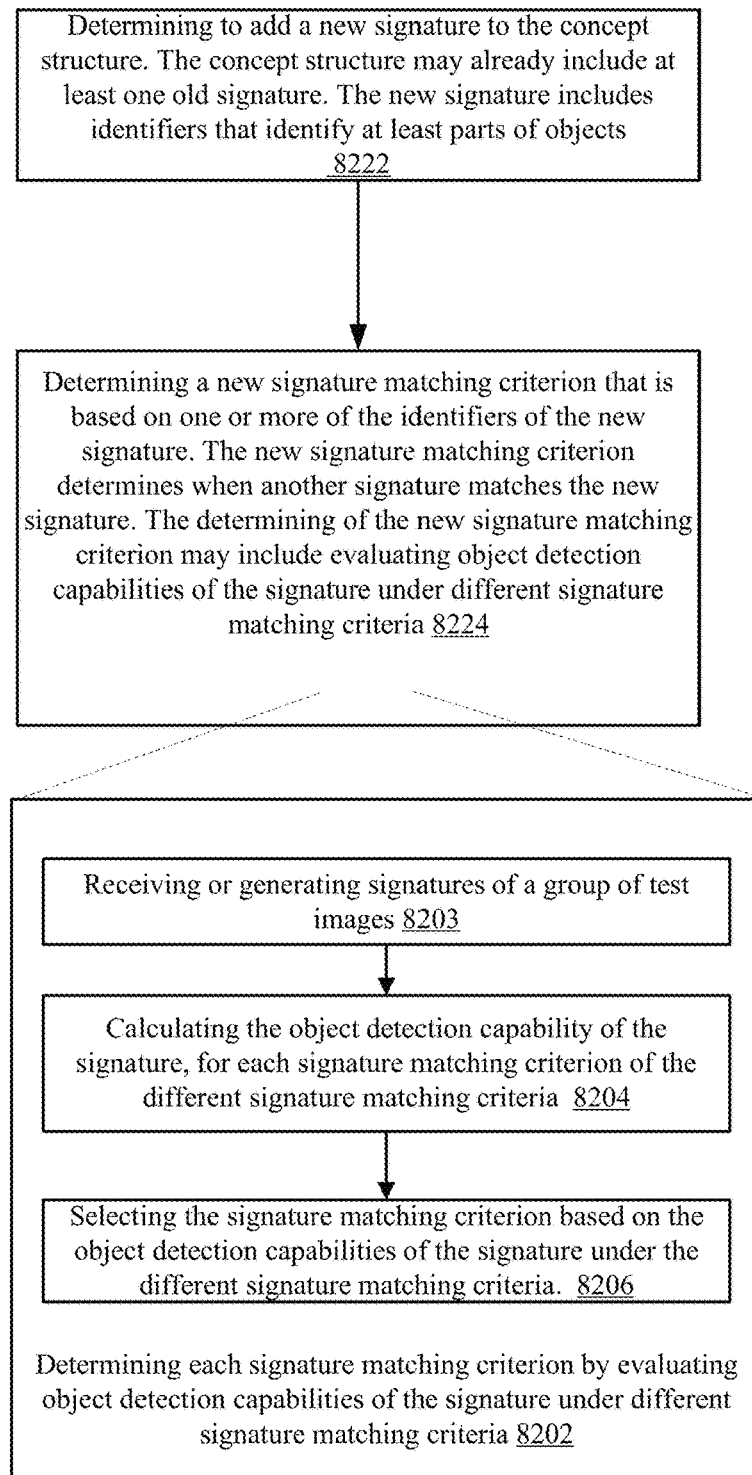 Determining to add a new signature to the concept
structure. The concept structure may already include at
least one old signature. The new signature includes
identifiers that identify at least parts of objects
8222
Determining a new signature matching criterion that is
based on one or more of the identifiers of the new
signature. The new signature matching criterion
determines when another signature matches the new
signature. The determining of the new signature matching
criterion may include evaluating object detection
capabilities of the signature under different signature
matching criteria 8224
Receiving or generating signatures of a group of test
images 8203
Calculating the object detection capability of the
signature, for each signature matching criterion of the
different signature matching criteria 8204
Selecting the signature matching criterion based on the
object detection capabilities of the signature under the
different signature matching criteria. 8206
Determining each signature matching criterion by evaluating
object detection capabilities of the signature under different
signature matching criteria 8202